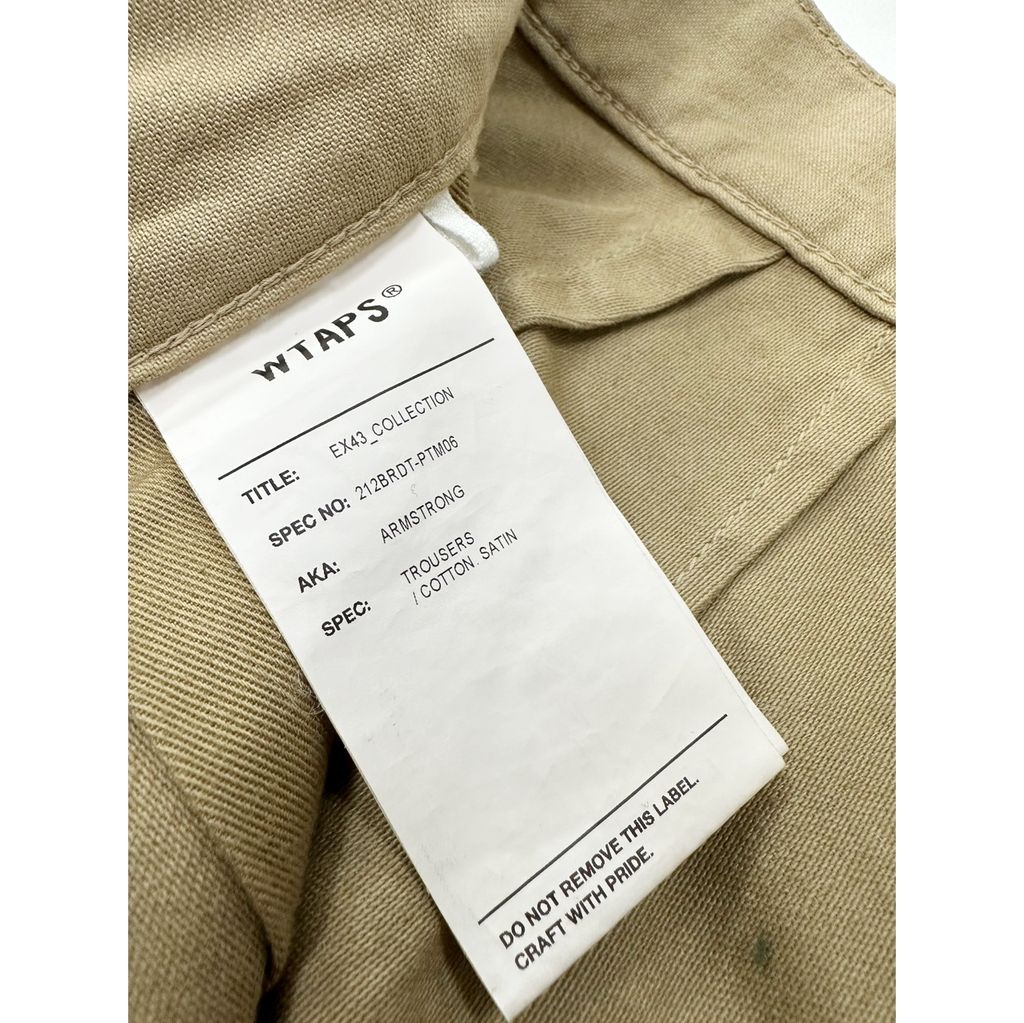 WTAPS®
TITLE: EX43_COLLECTION
SPEC NO: 212BRDT-PTM06
AKA: ARMSTRONG
SPEC: TROUSERS
/ COTTON. SATIN
DO NOT REMOVE THIS LABEL.
CRAFT WITH PRIDE.